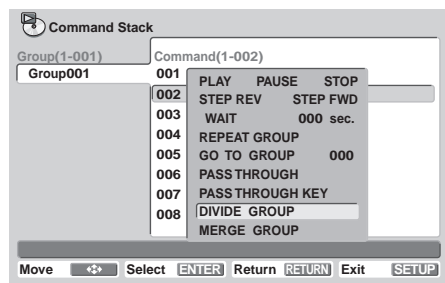 Command Stack
Group(1-001) Command(1-002)
Group001
001
002
003
004
005
006
007
008
PLAY PAUSE STOP
STEP REV STEP FWD
WAIT 000 sec.
REPEAT GROUP
GO TO GROUP 000
PASS THROUGH
PASS THROUGH KEY
DIVIDE GROUP
MERGE GROUP
Move Select ENTER Return RETURN Exit SETUP